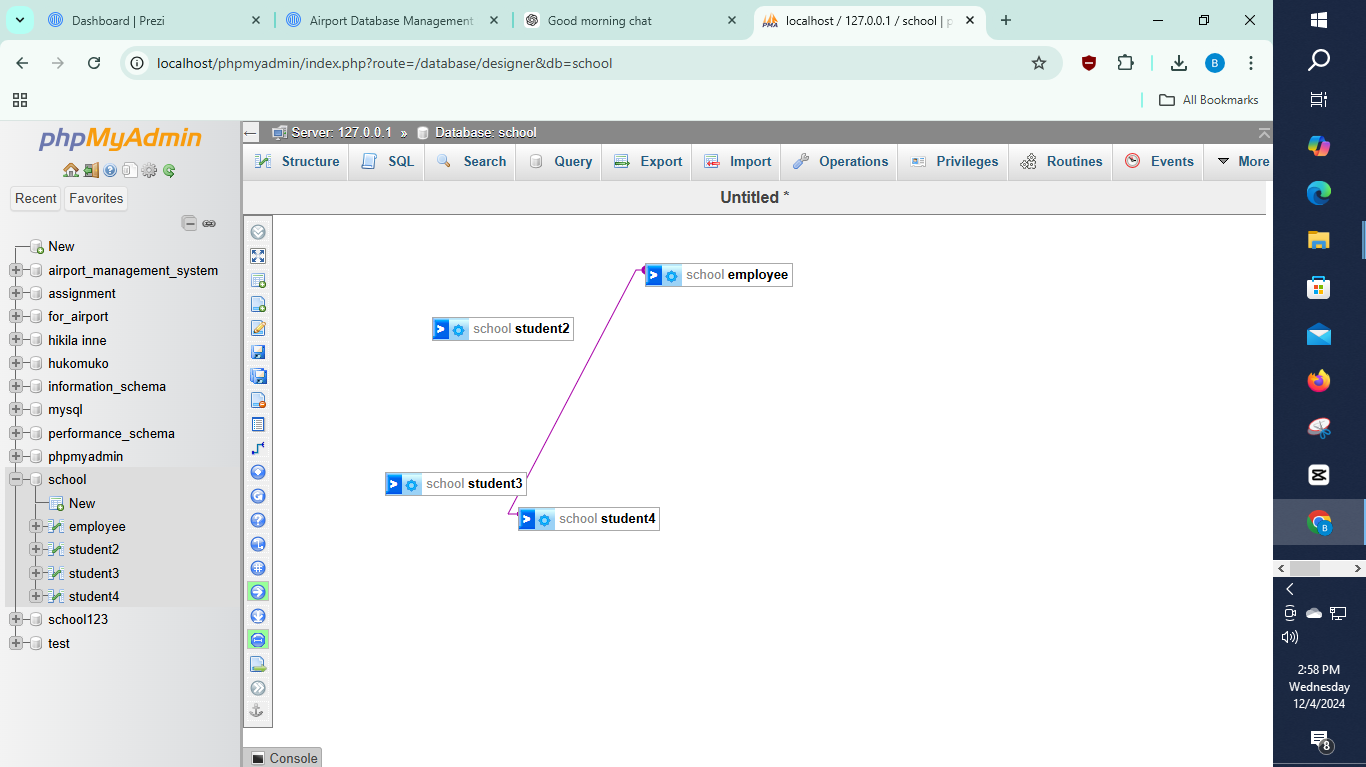 Dashboard | Prezi
Airport Database Management
Good morning chat
localhost / 127.0.0.1 / school | p
localhost/phpmyadmin/index.php?route=/database/designer&db=school
B
All Bookmarks
phpMyAdmin
Recent
Favorites
New
airport_management_system
assignment
for_airport
hikila inne
hukomuko
information_schema
mysql
performance_schema
phpmyadmin
school
New
employee
student2
student3
student4
school123
test
Server: 127.0.0.1 » Database: school
Structure SQL Search Query Export Import Operations Privileges Routines Events More
Untitled *
school employee
school student2
school student3
school student4
Console
2:58 PM
Wednesday
12/4/2024
8